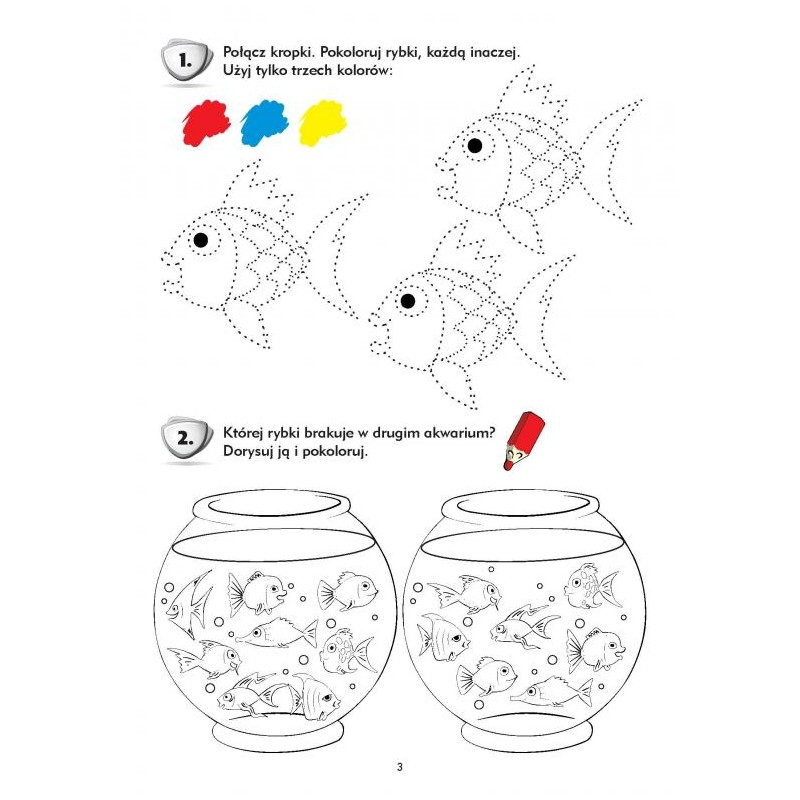 1.
Połącz kropki. Pokoloruj rybki, każdą inaczej.
Użyj tylko trzech kolorów:
2.
Której rybki brakuje w drugim akwarium?
Dorysuj ją i pokoloruj.
3